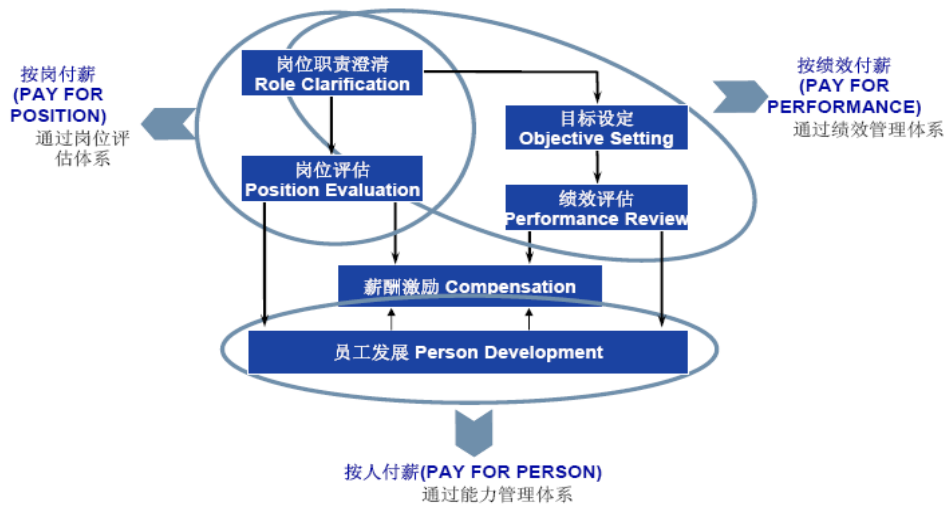 岗位职责澄清
Role Clarification
按岗付薪
(PAY FOR
POSITION)
通过岗位评
估体系
按绩效付薪
(PAY FOR
PERFORMANCE)
通过绩效管理体系
目标设定
Objective Setting
岗位评估
Position Evaluation
绩效评估
Performance Review
薪酬激励 Compensation
员工发展 Person Development
按人付薪(PAY FOR PERSON)
通过能力管理体系